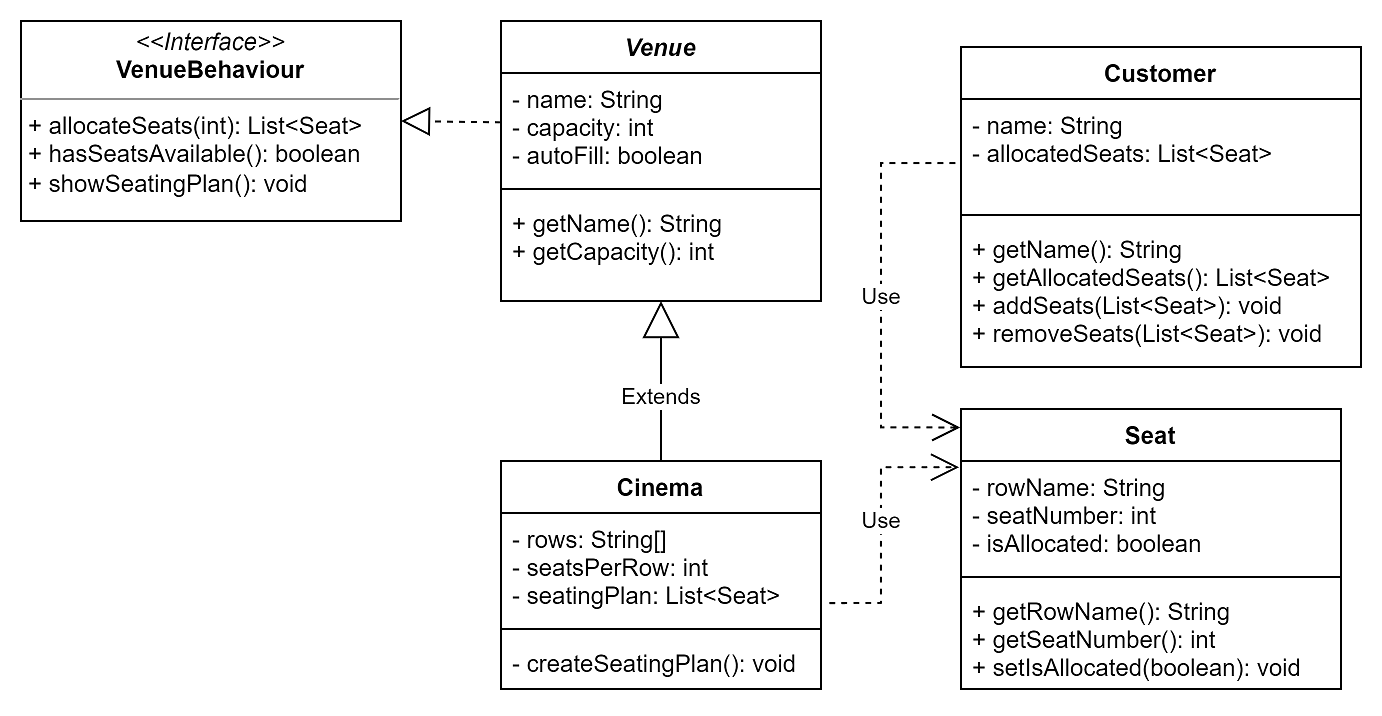 <<Interface>>
VenueBehaviour
+ allocateSeats(int): List<Seat>
+ hasSeatsAvailable(): boolean
+ showSeatingPlan(): void
Venue
- name: String
- capacity: int
- autoFill: boolean
+ getName(): String
+ getCapacity(): int
Customer
- name: String
- allocatedSeats: List<Seat>
+ getName(): String
+ getAllocatedSeats(): List<Seat>
+ addSeats(List<Seat>): void
+ removeSeats(List<Seat>): void
Use
Extends
Cinema
- rows: String[]
- seatsPerRow: int
- seatingPlan: List<Seat>
- createSeatingPlan(): void
Use
Seat
- rowName: String
- seatNumber: int
- isAllocated: boolean
+ getRowName(): String
+ getSeatNumber(): int
+ setIsAllocated(boolean): void